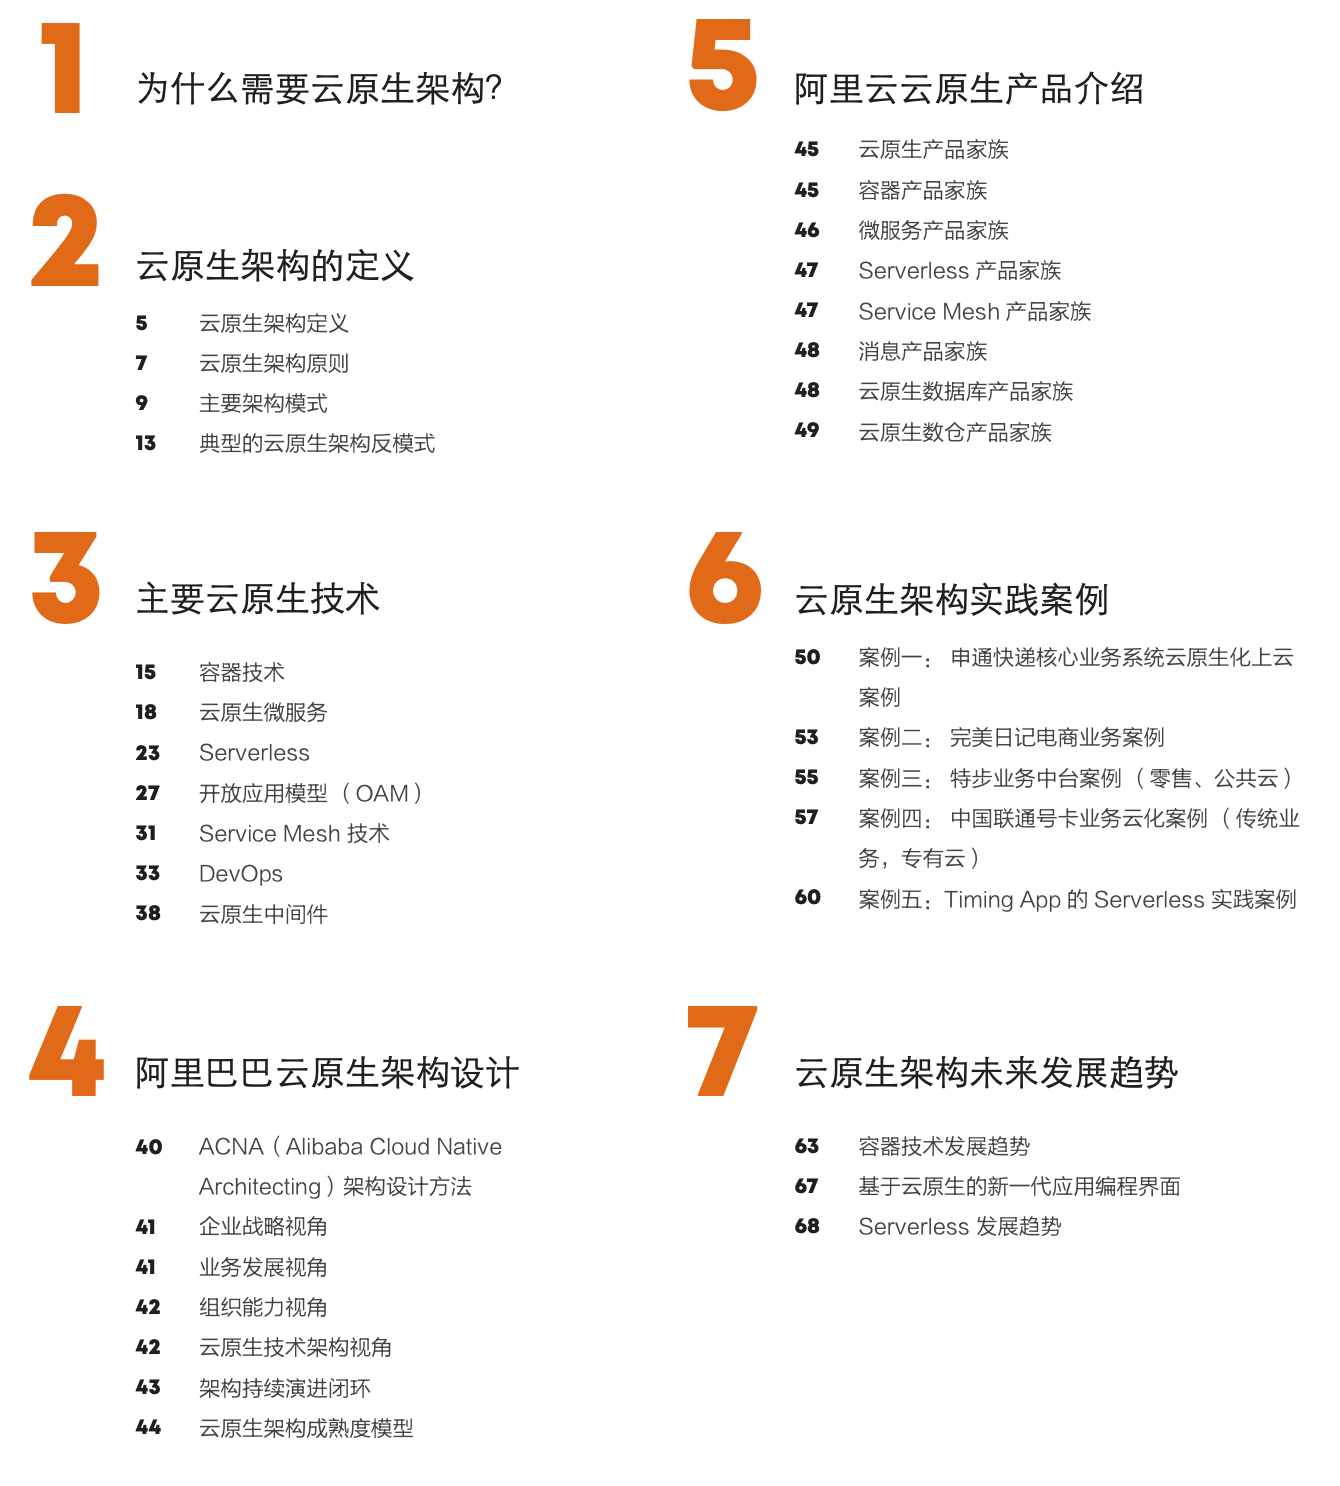 1
为什么需要云原生架构?
2
云原生架构的定义
5 云原生架构定义
7 云原生架构原则
9 主要架构模式
13 典型的云原生架构反模式
3
主要云原生技术
15 容器技术
18 云原生微服务
23 Serverless
27 开放应用模型（OAM）
31 Service Mesh 技术
33 DevOps
38 云原生中间件
4
阿里巴巴云原生架构设计
40 ACNA（Alibaba Cloud Native
Architecting）架构设计方法
41 企业战略视角
41 业务发展视角
42 组织能力视角
42 云原生技术架构视角
43 架构持续演进闭环
44 云原生架构成熟度模型
5
阿里云云原生产品介绍
45 云原生产品家族
45 容器产品家族
46 微服务产品家族
47 Serverless 产品家族
47 Service Mesh 产品家族
48 消息产品家族
48 云原生数据库产品家族
49 云原生数仓产品家族
6
云原生架构实践案例
50 案例一： 申通快递核心业务系统云原生化上云
案例
53 案例二： 完美日记电商业务案例
55 案例三： 特步业务中台案例（零售、公共云）
57 案例四： 中国联通号卡业务云化案例（传统业
务，专有云）
60 案例五：Timing App 的 Serverless 实践案例
7
云原生架构未来发展趋势
63 容器技术发展趋势
67 基于云原生的新一代应用编程界面
68 Serverless 发展趋势